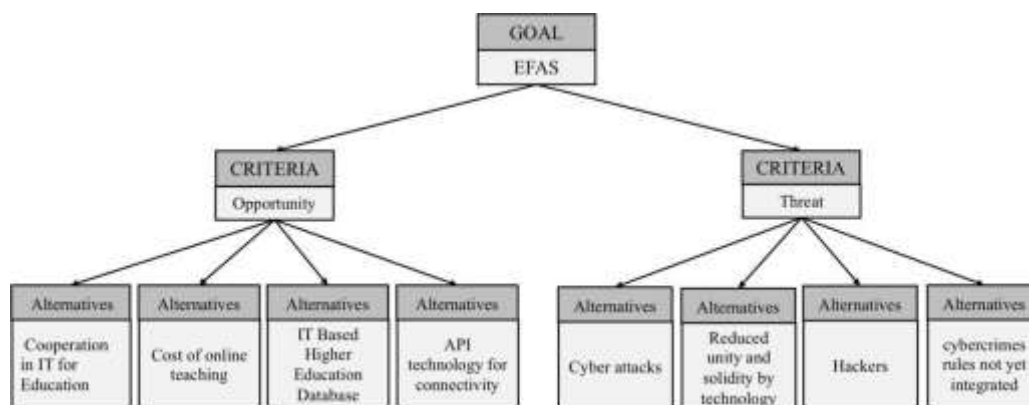 GOAL
EFAS
CRITERIA
Opportunity
CRITERIA
Threat
Alternatives
Cooperation
in IT for
Education
Alternatives
Cost of online
teaching
Alternatives
IT Based
Higher
Education
Database
Alternatives
API
technology for
connectivity
Alternatives
Cyber attacks
Alternatives
Reduced
unity and
solidity by
technology
Alternatives
Hackers
Alternatives
cybercrimes
rules not yet
integrated